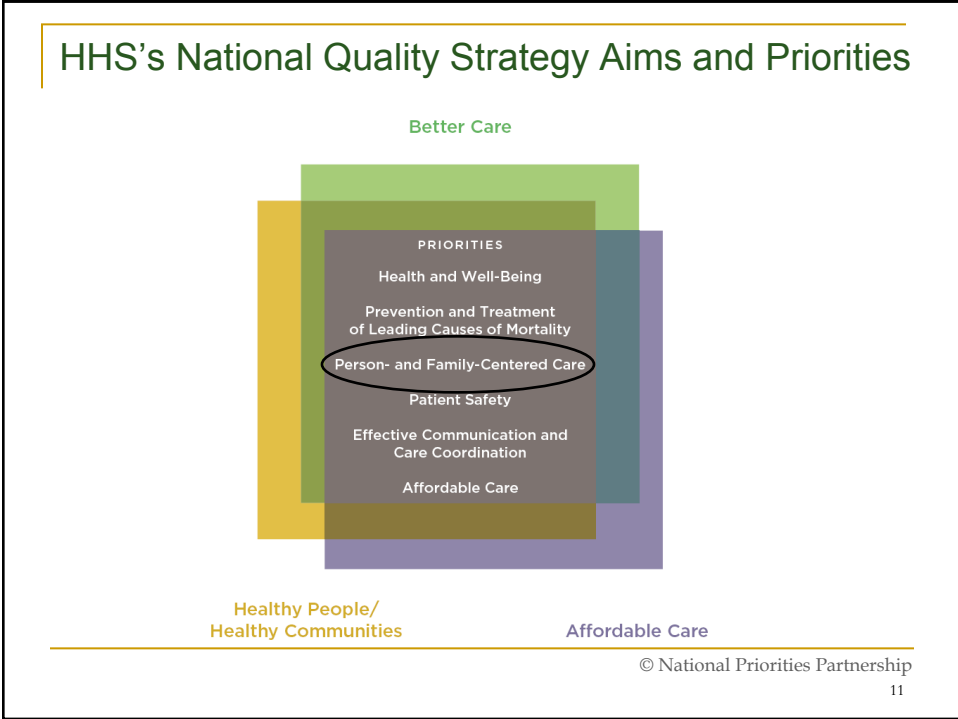 HHS's National Quality Strategy Aims and Priorities
Better Care
PRIORITIES
Health and Well-Being
Prevention and Treatment
of Leading Causes of Mortality
Person- and Family-Centered Care
Patient Safety
Effective Communication and
Care Coordination
Affordable Care
Healthy People/
Healthy Communities
Affordable Care
© National Priorities Partnership
11